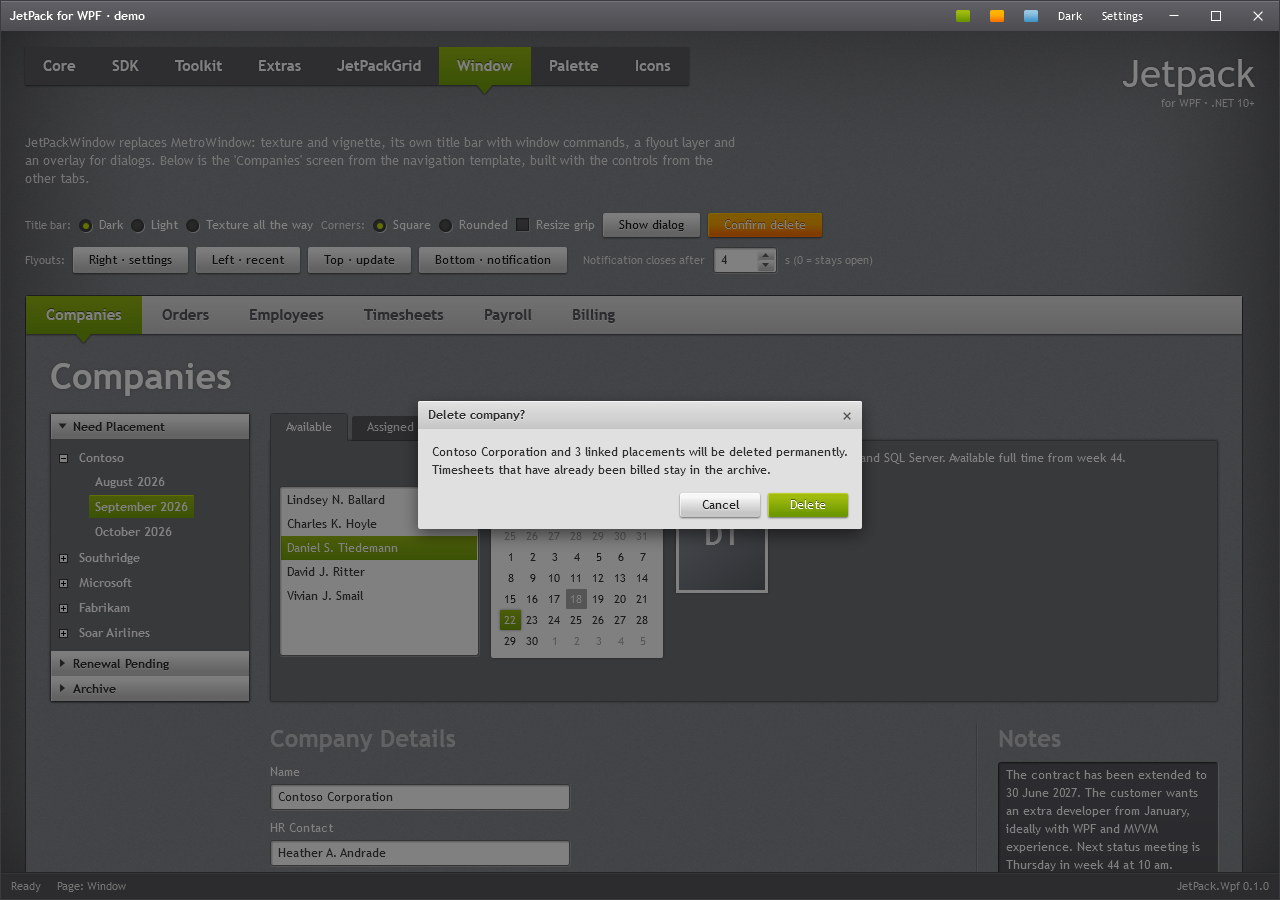 JetPack for WPF · demo
Dark Settings
Core SDK Toolkit Extras JetPackGrid Window Palette Icons
Jetpack
for WPF · .NET 10+
JetPackWindow replaces MetroWindow: texture and vignette, its own title bar with window commands, a flyout layer and
an overlay for dialogs. Below is the 'Companies' screen from the navigation template, built with the controls from the
other tabs.
Title bar: Dark Light Texture all the way Corners: Square Rounded Resize grip Show dialog Confirm delete
Flyouts: Right · settings Left · recent Top · update Bottom · notification Notification closes after 4 s (0 = stays open)
Companies Orders Employees Timesheets Payroll Billing
Companies
Need Placement
Contoso
August 2026
September 2026
October 2026
Southridge
Microsoft
Fabrikam
Soar Airlines
Renewal Pending
Archive
Available Assigned
and SQL Server. Available full time from week 44.
Delete company?
Contoso Corporation and 3 linked placements will be deleted permanently.
Timesheets that have already been billed stay in the archive.
Cancel Delete
Lindsey N. Ballard
Charles K. Hoyle
Daniel S. Tiedemann
David J. Ritter
Vivian J. Smail
25 26 27 28 29 30 31
1 2 3 4 5 6 7
8 9 10 11 12 13 14
15 16 17 18 19 20 21
22 23 24 25 26 27 28
29 30 1 2 3 4 5
DT
Company Details
Name
Contoso Corporation
HR Contact
Heather A. Andrade
Notes
The contract has been extended to
30 June 2027. The customer wants
an extra developer from January,
ideally with WPF and MVVM
experience. Next status meeting is
Thursday in week 44 at 10 am.
Ready Page: Window
JetPack.Wpf 0.1.0